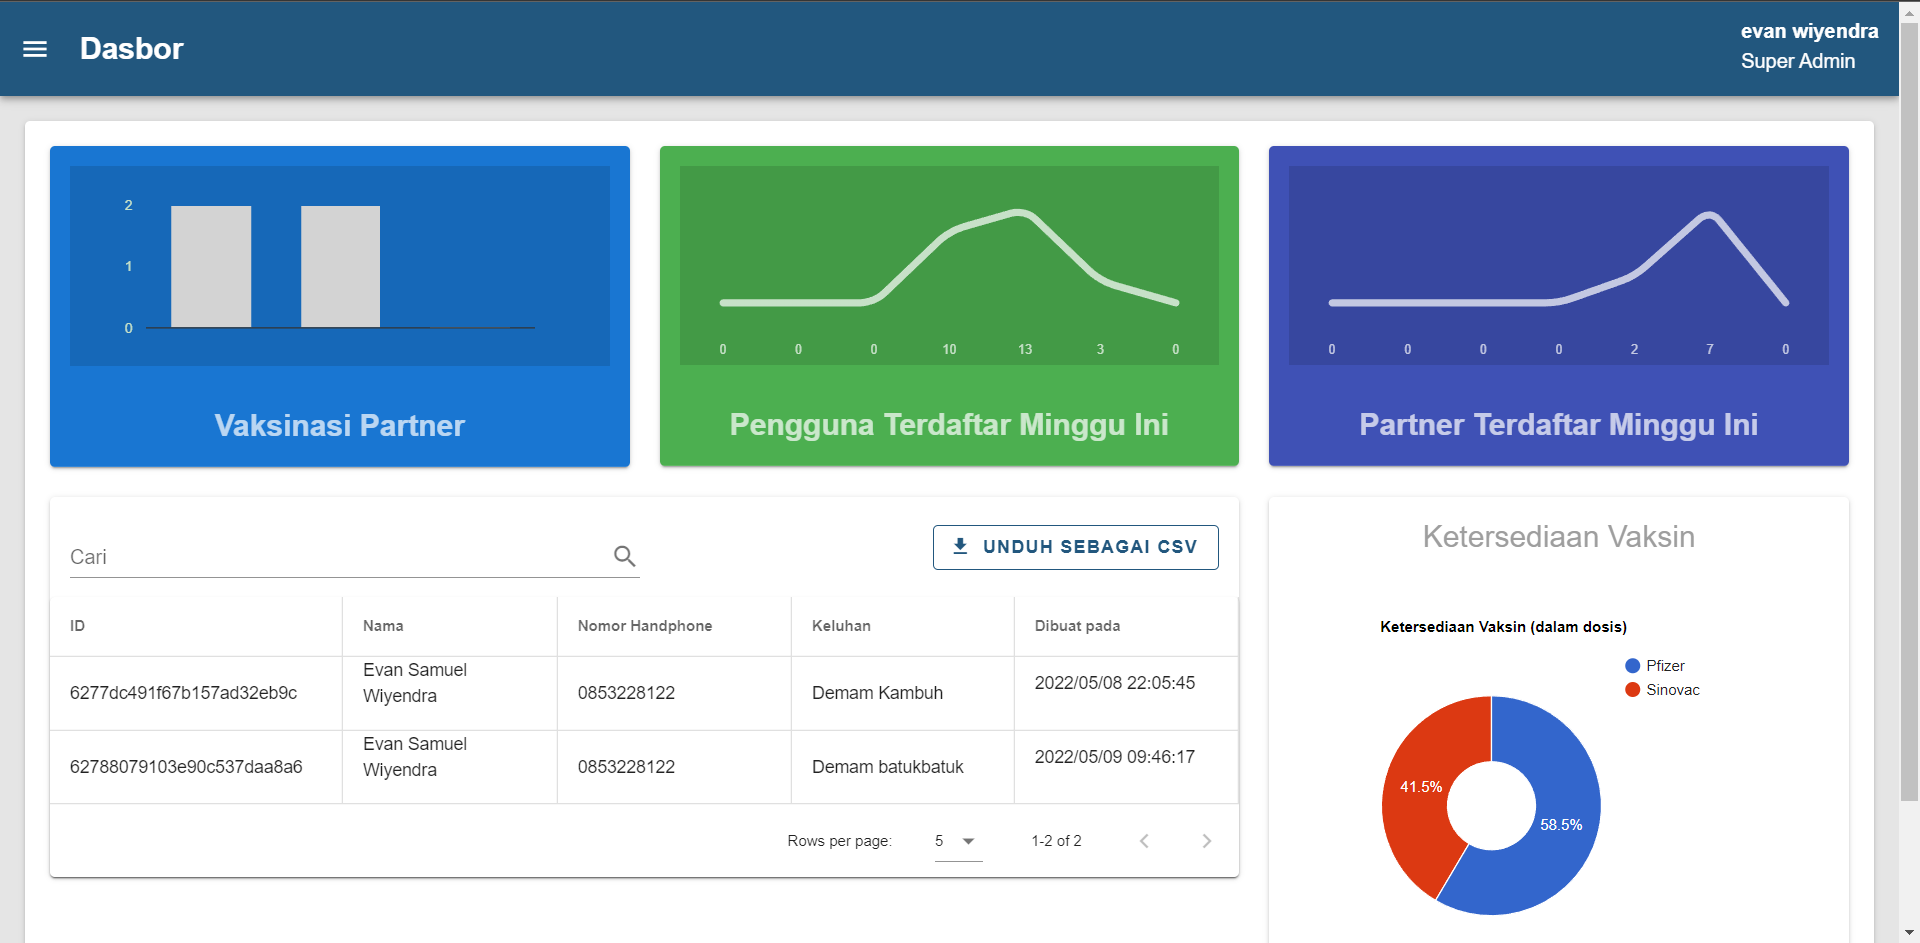 Dasbor
evan wiyendra
Super Admin
2
1
0
Vaksinasi Partner
0 0 0 10 13 3 0
Pengguna Terdaftar Minggu Ini
0 0 0 0 2 7 0
Partner Terdaftar Minggu Ini
Cari
UNDUH SEBAGAI CSV
ID Nama Nomor Handphone Keluhan Dibuat pada
6277dc491f67b157ad32eb9c Evan Samuel Wiyendra 0853228122 Demam Kambuh 2022/05/08 22:05:45
62788079103e90c537daa8a6 Evan Samuel Wiyendra 0853228122 Demam batukbatuk 2022/05/09 09:46:17
Rows per page: 5 1-2 of 2
Ketersediaan Vaksin
Ketersediaan Vaksin (dalam dosis)
Pfizer
Sinovac
41.5%
58.5%